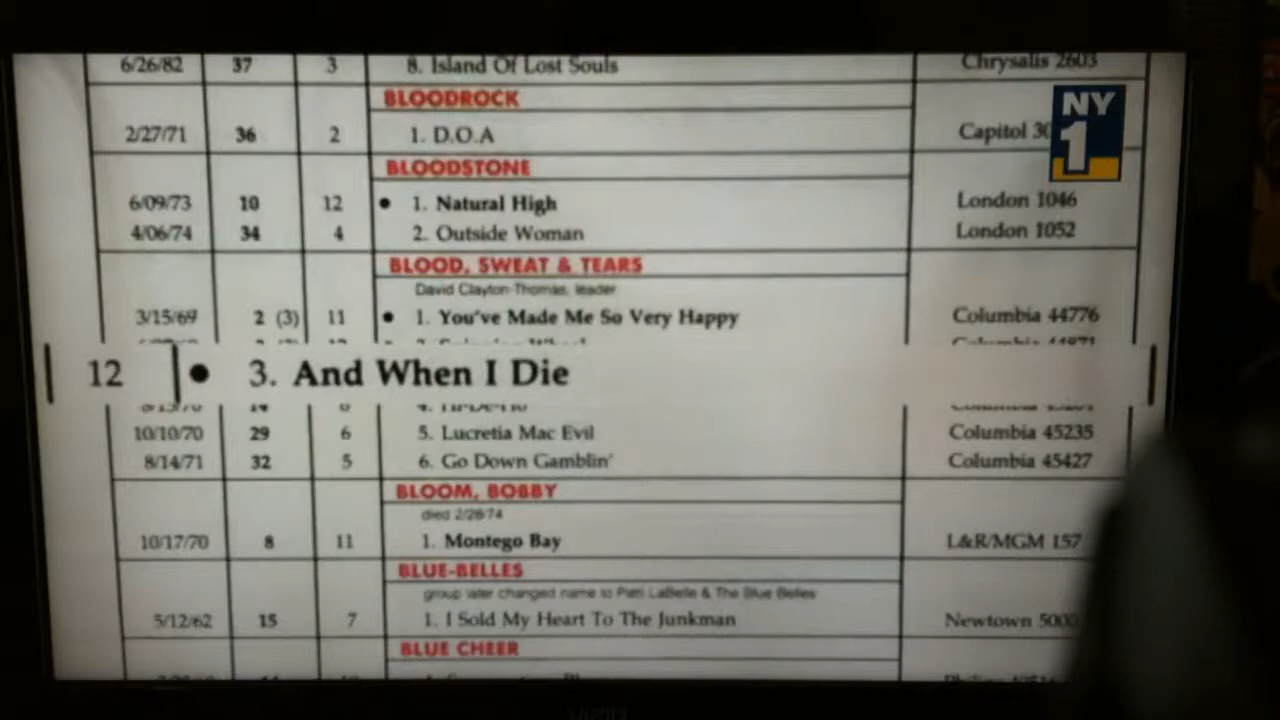 6/26/82 37 3 8. Island Of Lost Souls Chrysalis 2603
BLOODROCK
2/27/71 36 2 1. D.O.A Capitol 30
NY
1
BLOODSTONE
6/09/73 10 12 • 1. Natural High London 1046
4/06/74 34 4 2. Outside Woman London 1052
BLOOD, SWEAT & TEARS
David Clayton-Thomas, leader
3/15/69 2 (3) 11 • 1. You've Made Me So Very Happy Columbia 44776
12 • 3. And When I Die
10/10/70 29 6 5. Lucretia Mac Evil Columbia 45235
8/14/71 32 5 6. Go Down Gamblin' Columbia 45427
BLOOM, BOBBY
died 2/28/74
10/17/70 8 11 1. Montego Bay L&R/MGM 157
BLUE-BELLES
group later changed name to Patti LaBelle & The Blue Belles
5/12/62 15 7 1. I Sold My Heart To The Junkman Newtown 5000
BLUE CHEER